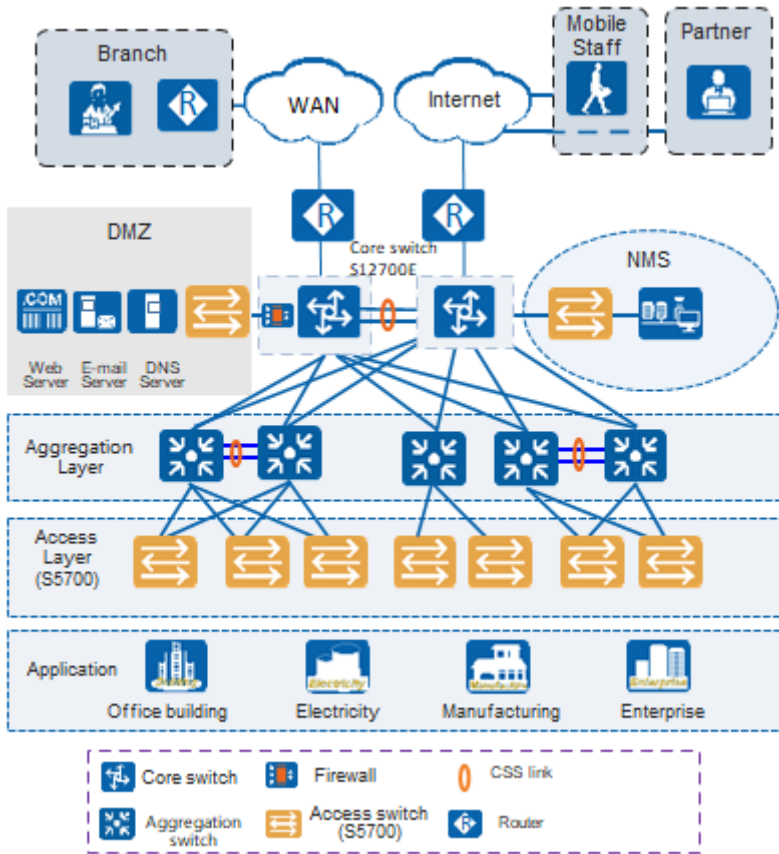 Branch
WAN
Internet
Mobile
Staff
Partner
R
R
R
DMZ
Core switch
S12700E
NMS
.COM
Web
Server
E-mail
Server
DNS
Server
Aggregation
Layer
Access
Layer
(S5700)
Application
Electricity
Enterprise
Office building
Electricity
Manufacturing
Enterprise
Core switch
Firewall
CSS link
Aggregation
switch
Access switch
(S5700)
Router